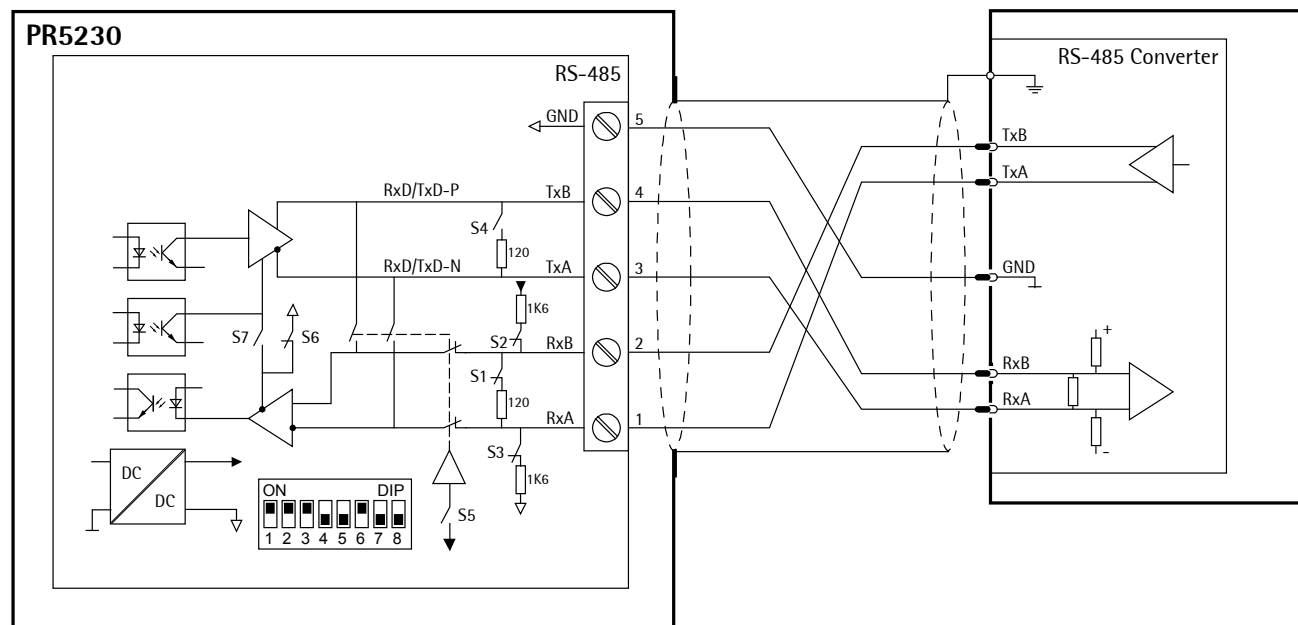 PR5230
RS-485
RS-485 Converter
GND
5
TxB
TxA
RxD/TxD-P
TxB
4
S4
120
RxD/TxD-N
TxA
3
GND
1K6
S7
S6
S2
RxB
2
+
S1
RxB
120
RxA
RxA
1
S3
-
1K6
DC
DC
ON
DIP
1 2 3 4 5 6 7 8
S5